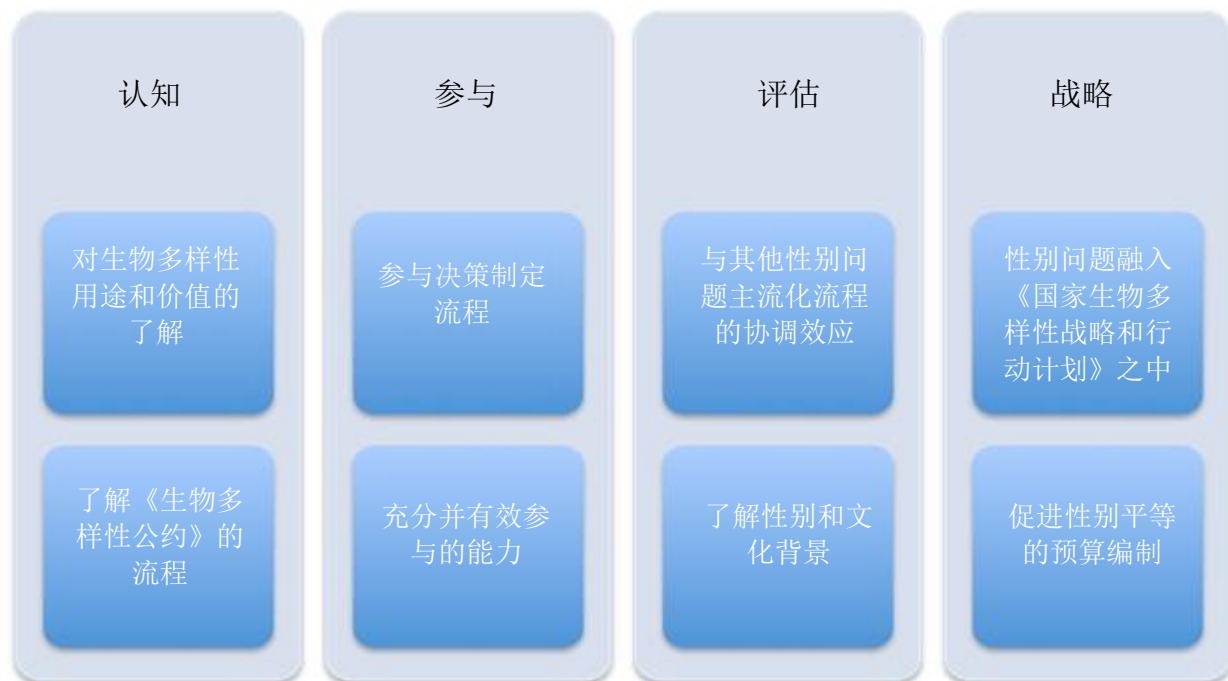 认知
对生物多样性
用途和价值的
了解
了解《生物多
样性公约》的
流程
参与
参与决策制定
流程
充分并有效参
与的能力
评估
与其他性别问
题主流化流程
的协调效应
了解性别和文
化背景
战略
性别问题融入
《国家生物多
样性战略和行
动计划》之中
促进性别平等
的预算编制